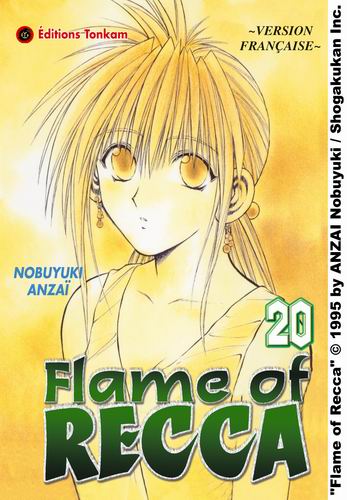 Éditions Tonkam
~VERSION
FRANÇAISE~
NOBUYUKI
ANZAÏ
20
Flame of
RECCA
"Flame of Recca" © 1995 by ANZAI Nobuyuki / Shogakukan Inc.